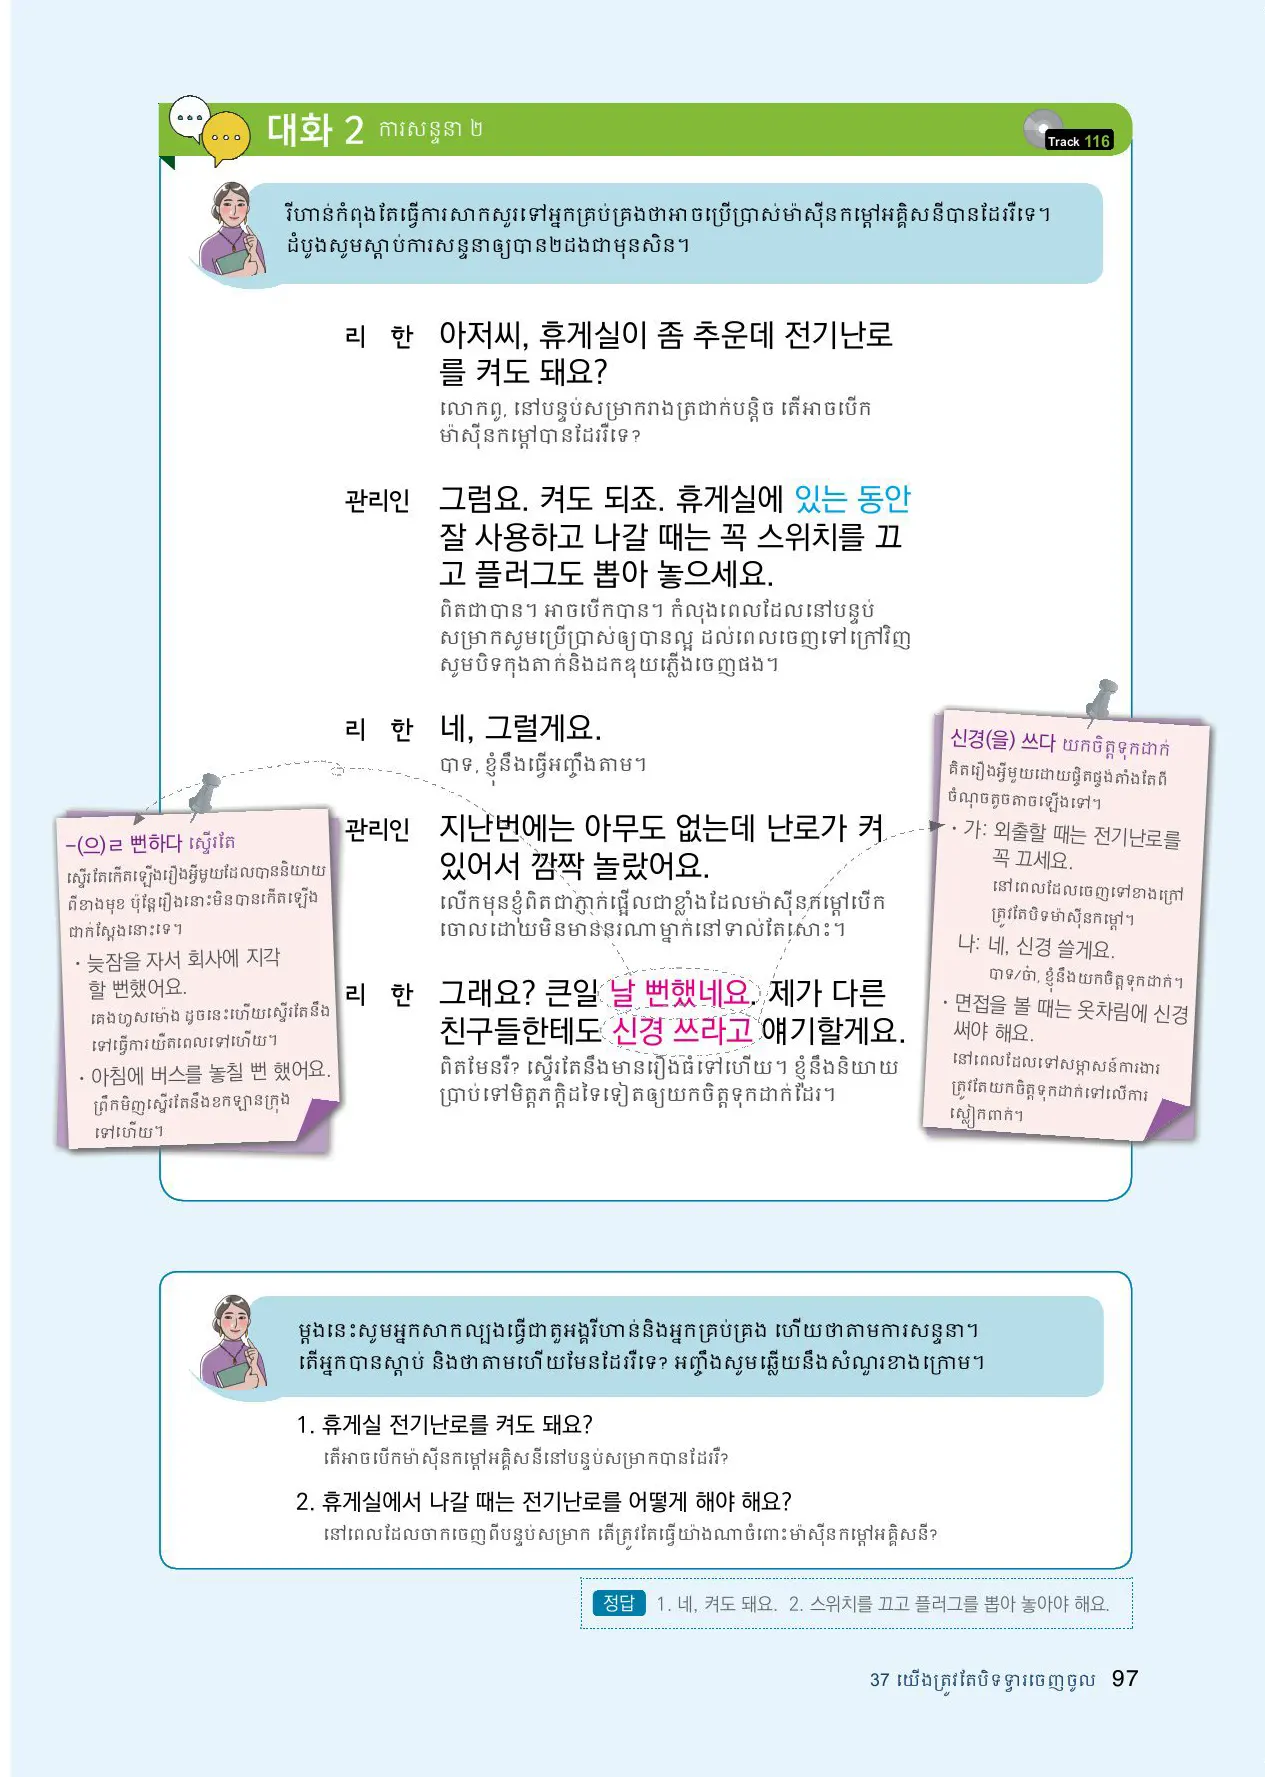 대화 2 ការសន្ទនា ២
Track 116
រីហាន់កំពុងតែធ្វើការសាកសួរទៅអ្នកគ្រប់គ្រងថាអាចប្រើប្រាស់ម៉ាស៊ីនកម្ដៅអគ្គិសនីបានដែររឺទេ។
ដំបូងសូមស្ដាប់ការសន្ទនាឲ្យបាន២ដងជាមុនសិន។
리 한 아저씨, 휴게실이 좀 추운데 전기난로
를 켜도 돼요?
លោកពូ, នៅបន្ទប់សម្រាករាងត្រជាក់បន្តិច តើអាចបើក
ម៉ាស៊ីនកម្ដៅបានដែររឺទេ?
관리인 그럼요. 켜도 되죠. 휴게실에 있는 동안
잘 사용하고 나갈 때는 꼭 스위치를 끄
고 플러그도 뽑아 놓으세요.
ពិតជាបាន។ អាចបើកបាន។ កំលុងពេលដែលនៅបន្ទប់
សម្រាកសូមប្រើប្រាស់ឲ្យបានល្អ ដល់ពេលចេញទៅក្រៅវិញ
សូមបិទកុងតាក់និងដកឌុយភ្លើងចេញផង។
리 한 네, 그럴게요.
បាទ, ខ្ញុំនឹងធ្វើអញ្ចឹងតាម។
관리인 지난번에는 아무도 없는데 난로가 켜
있어서 깜짝 놀랐어요.
លើកមុនខ្ញុំពិតជាភ្ញាក់ផ្អើលជាខ្លាំងដែលម៉ាស៊ីនកម្ដៅបើក
ចោលដោយមិនមាននរណាម្នាក់នៅទាល់តែសោះ។
리 한 그래요? 큰일 날 뻔했네요. 제가 다른
친구들한테도 신경 쓰라고 얘기할게요.
ពិតមែនរឺ? ស្ទើរតែនឹងមានរឿងធំទៅហើយ។ ខ្ញុំនឹងនិយាយ
ប្រាប់ទៅមិត្តភក្តិដទៃទៀតឲ្យយកចិត្តទុកដាក់ដែរ។
-(으)ㄹ 뻔하다 ស្ទើរតែ
ស្ទើរតែកើតឡើងរឿងអ្វីមួយដែលបាននិយាយ
ពីខាងមុខ ប៉ុន្តែរឿងនោះមិនបានកើតឡើង
ជាក់ស្តែងនោះទេ។
· 늦잠을 자서 회사에 지각
할 뻔했어요.
គេងហួសម៉ោង ដូចនេះហើយស្ទើរតែនឹង
ទៅធ្វើការយឺតពេលទៅហើយ។
· 아침에 버스를 놓칠 뻔 했어요.
ព្រឹកមិញស្ទើរតែនឹងខកឡានក្រុង
ទៅហើយ។
신경(을) 쓰다 យកចិត្តទុកដាក់
គិតរឿងអ្វីមួយដោយផ្ចិតផ្ចង់តាំងតែពី
ចំណុចតូចតាចឡើងទៅ។
· 가: 외출할 때는 전기난로를
꼭 끄세요.
នៅពេលដែលចេញទៅខាងក្រៅ
ត្រូវតែបិទម៉ាស៊ីនកម្ដៅ។
나: 네, 신경 쓸게요.
បាទ/ចាំ, ខ្ញុំនឹងយកចិត្តទុកដាក់។
· 면접을 볼 때는 옷차림에 신경
써야 해요.
នៅពេលដែលទៅសម្ភាសន៍ការងារ
ត្រូវតែយកចិត្តទុកដាក់ទៅលើការ
ស្លៀកពាក់។
ម្ដងនេះសូមអ្នកសាកល្បងធ្វើជាតួអង្គរីហាន់និងអ្នកគ្រប់គ្រង ហើយថាតាមការសន្ទនា។
តើអ្នកបានស្ដាប់ និងថាតាមហើយមែនដែររឺទេ? អញ្ចឹងសូមឆ្លើយនឹងសំណួរខាងក្រោម។
1. 휴게실 전기난로를 켜도 돼요?
តើអាចបើកម៉ាស៊ីនកម្ដៅអគ្គិសនីនៅបន្ទប់សម្រាកបានដែររឺ?
2. 휴게실에서 나갈 때는 전기난로를 어떻게 해야 해요?
នៅពេលដែលចាកចេញពីបន្ទប់សម្រាក តើត្រូវតែធ្វើយ៉ាងណាចំពោះម៉ាស៊ីនកម្ដៅអគ្គិសនី?
정답 1. 네, 켜도 돼요. 2. 스위치를 끄고 플러그를 뽑아 놓아야 해요.
37 យើងត្រូវតែបិទទ្វារចេញចូល 97